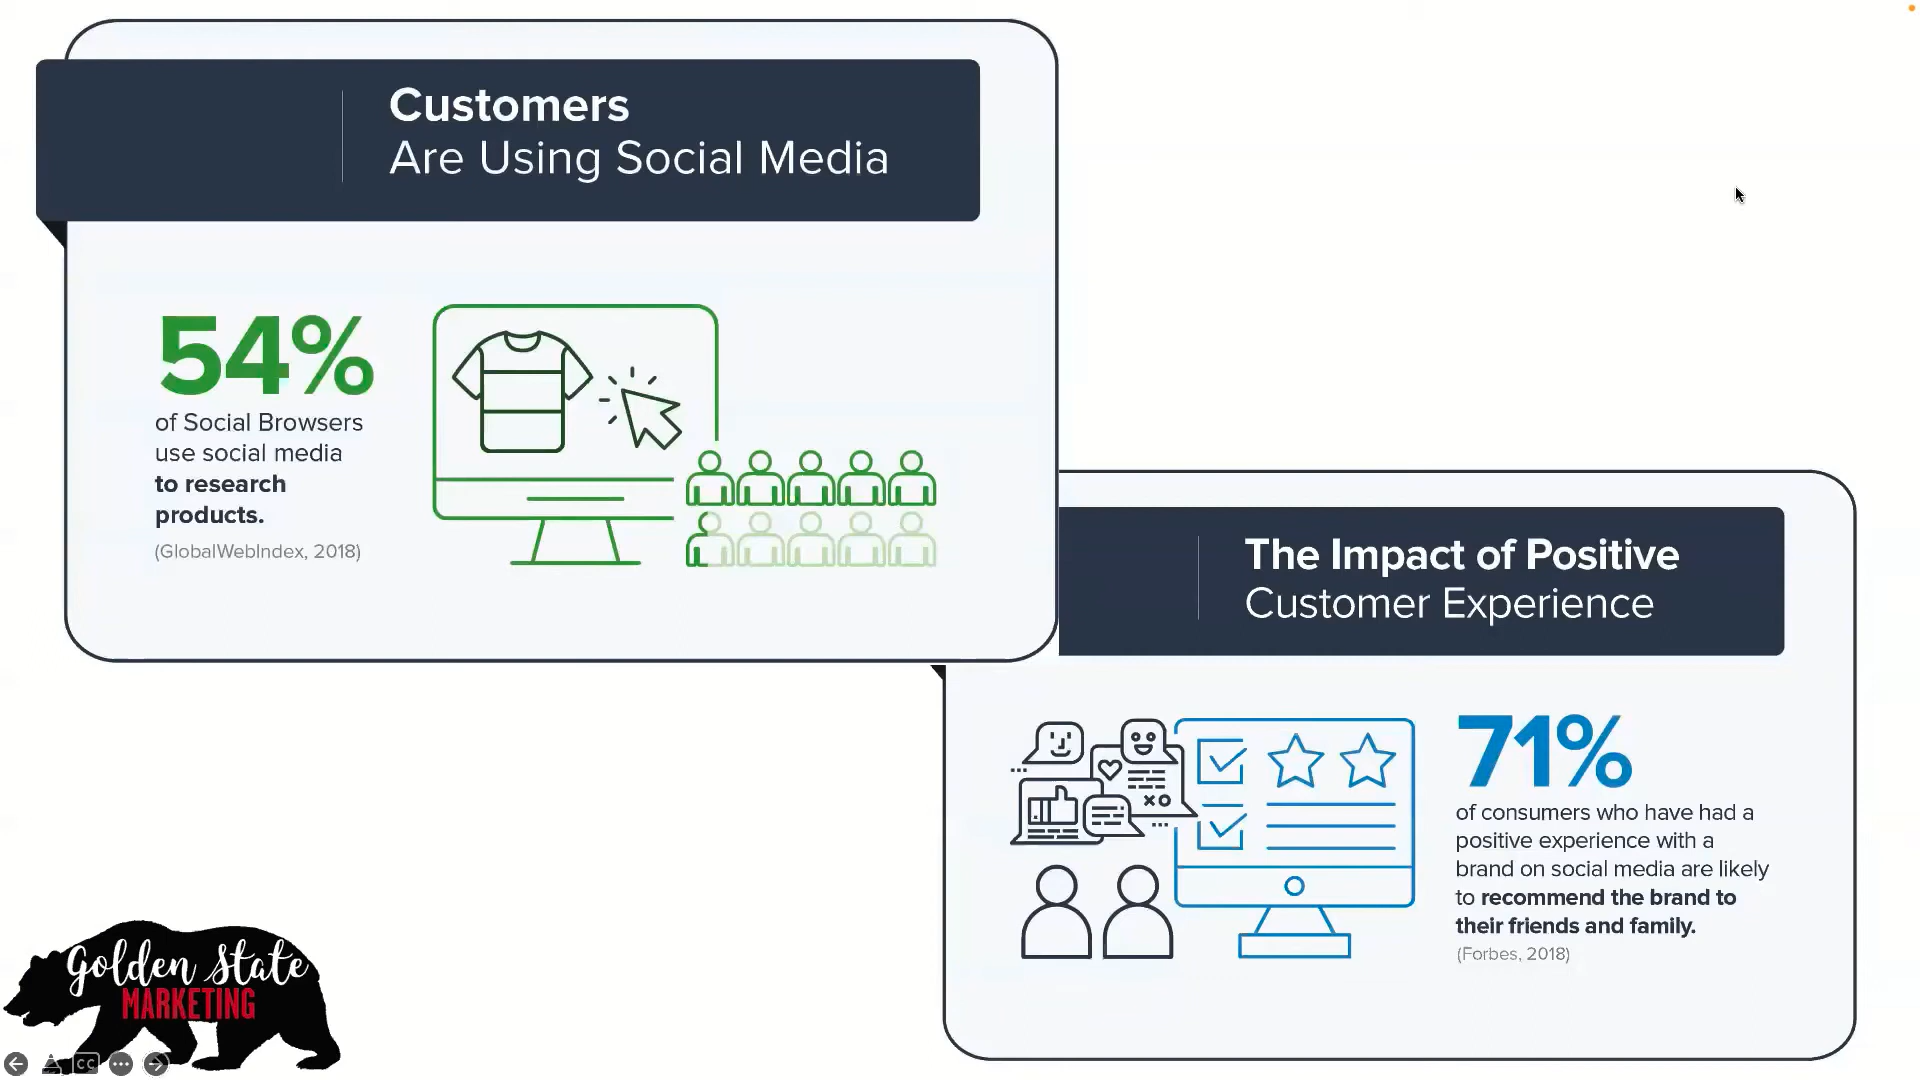 Customers
Are Using Social Media
54%
of Social Browsers
use social media
to research
products.
(GlobalWebIndex, 2018)
The Impact of Positive
Customer Experience
71%
of consumers who have had a
positive experience with a
brand on social media are likely
to recommend the brand to
their friends and family.
(Forbes, 2018)
Golden State
MARKETING
CC